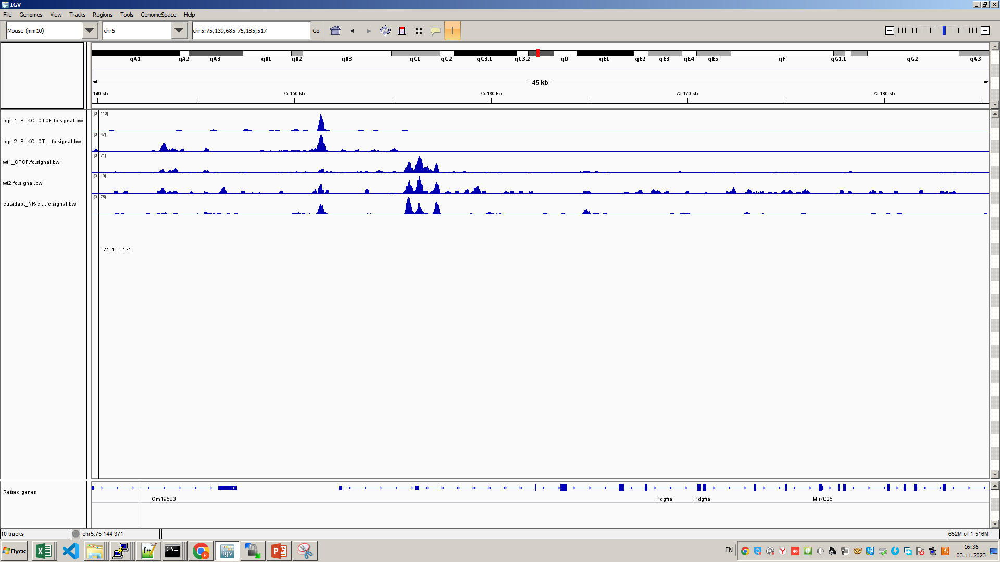 IGV
File Genomes View Tracks Regions Tools GenomeSpace Help
Mouse (mm10) chr5 chr5:75,139,685-75,185,517 Go
qA1 qA2 qA3 qB1 qB2 qB3 qC1 qC2 qC3.1 qC3.2 qD qE1 qE2 qE3 qE4 qE5 qF qG1.1 qG2 qG3
45 kb
140 kb 75 150 kb 75 160 kb 75 170 kb 75 180 kb
[0 - 110]
rep_1_P_KO_CTCF.fc.signal.bw
[0 - 47]
rep_2_P_KO_CT....fc.signal.bw
[0 - 71]
wt1_CTCF.fc.signal.bw
[0 - 19]
wt2.fc.signal.bw
[0 - 75]
cutadapt_NR-c....fc.signal.bw
75 140 135
Refseq genes
Gm19583 Pdgfra Pdgfra Mir7025
10 tracks chr5:75 144 371 652M of 1 516M
Пуск EN 16:35
03.11.2023